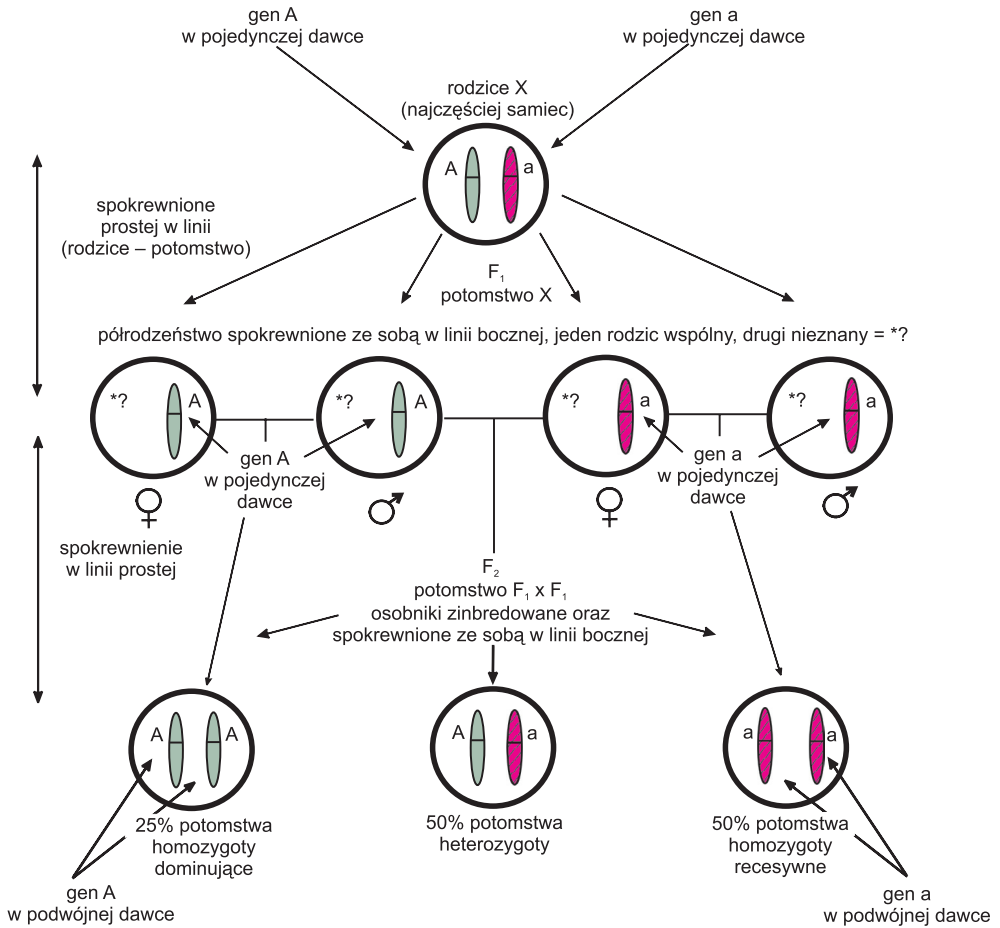 gen A
w pojedynczej dawce
gen a
w pojedynczej dawce
rodzice X
(najczęściej samiec)
A
a
spokrewnione
prostej w linii
(rodzice – potomstwo)
F₁
potomstwo X
półrodzeństwo spokrewnione ze sobą w linii bocznej, jeden rodzic wspólny, drugi nieznany = *?
*?
A
*?
A
*?
a
*?
a
gen A
w pojedynczej
dawce
gen a
w pojedynczej
dawce
♀
♂
♀
♂
spokrewnienie
w linii prostej
F₂
potomstwo F₁ x F₁
osobniki zinbredowane oraz
spokrewnione ze sobą w linii bocznej
A
A
A
a
a
a
25% potomstwa
homozygoty
dominujące
50% potomstwa
heterozygoty
50% potomstwa
homozygoty
recesywne
gen A
w podwójnej dawce
gen a
w podwójnej dawce